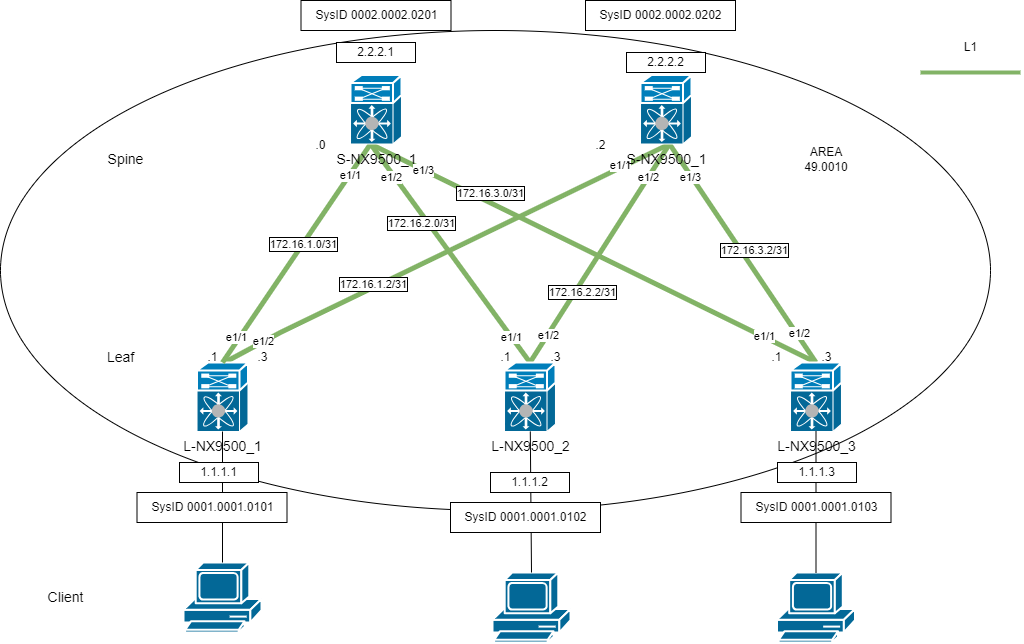 SysID 0002.0002.0201
SysID 0002.0002.0202
2.2.2.1
2.2.2.2
L1
Spine
.0
S-NX9500_1
.2
S-NX9500_1
AREA
49.0010
e1/1
e1/2
e1/3
e1/1
e1/2
e1/3
172.16.3.0/31
172.16.2.0/31
172.16.1.0/31
172.16.3.2/31
172.16.1.2/31
172.16.2.2/31
e1/1
e1/2
e1/1
e1/2
e1/1
e1/2
Leaf
.1
.3
.1
.3
.1
.3
L-NX9500_1
L-NX9500_2
L-NX9500_3
1.1.1.1
1.1.1.2
1.1.1.3
SysID 0001.0001.0101
SysID 0001.0001.0102
SysID 0001.0001.0103
Client